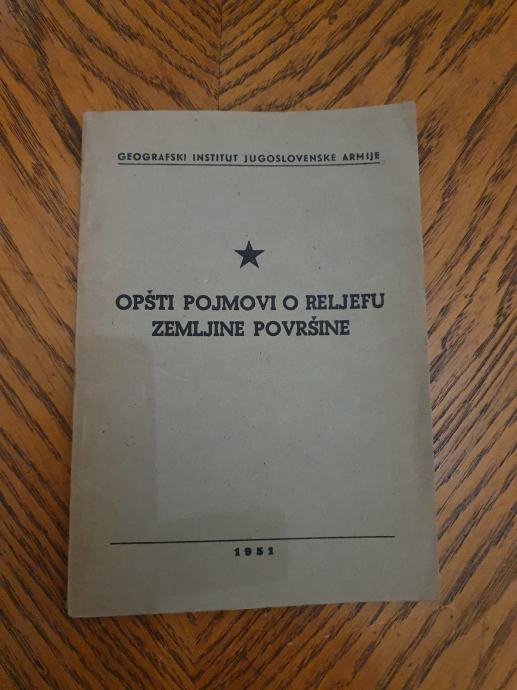 GEOGRAFSKI INSTITUT JUGOSLOVENSKE ARMIJE
OPŠTI POJMOVI O RELJEFU
ZEMLJINE POVRŠINE
1951